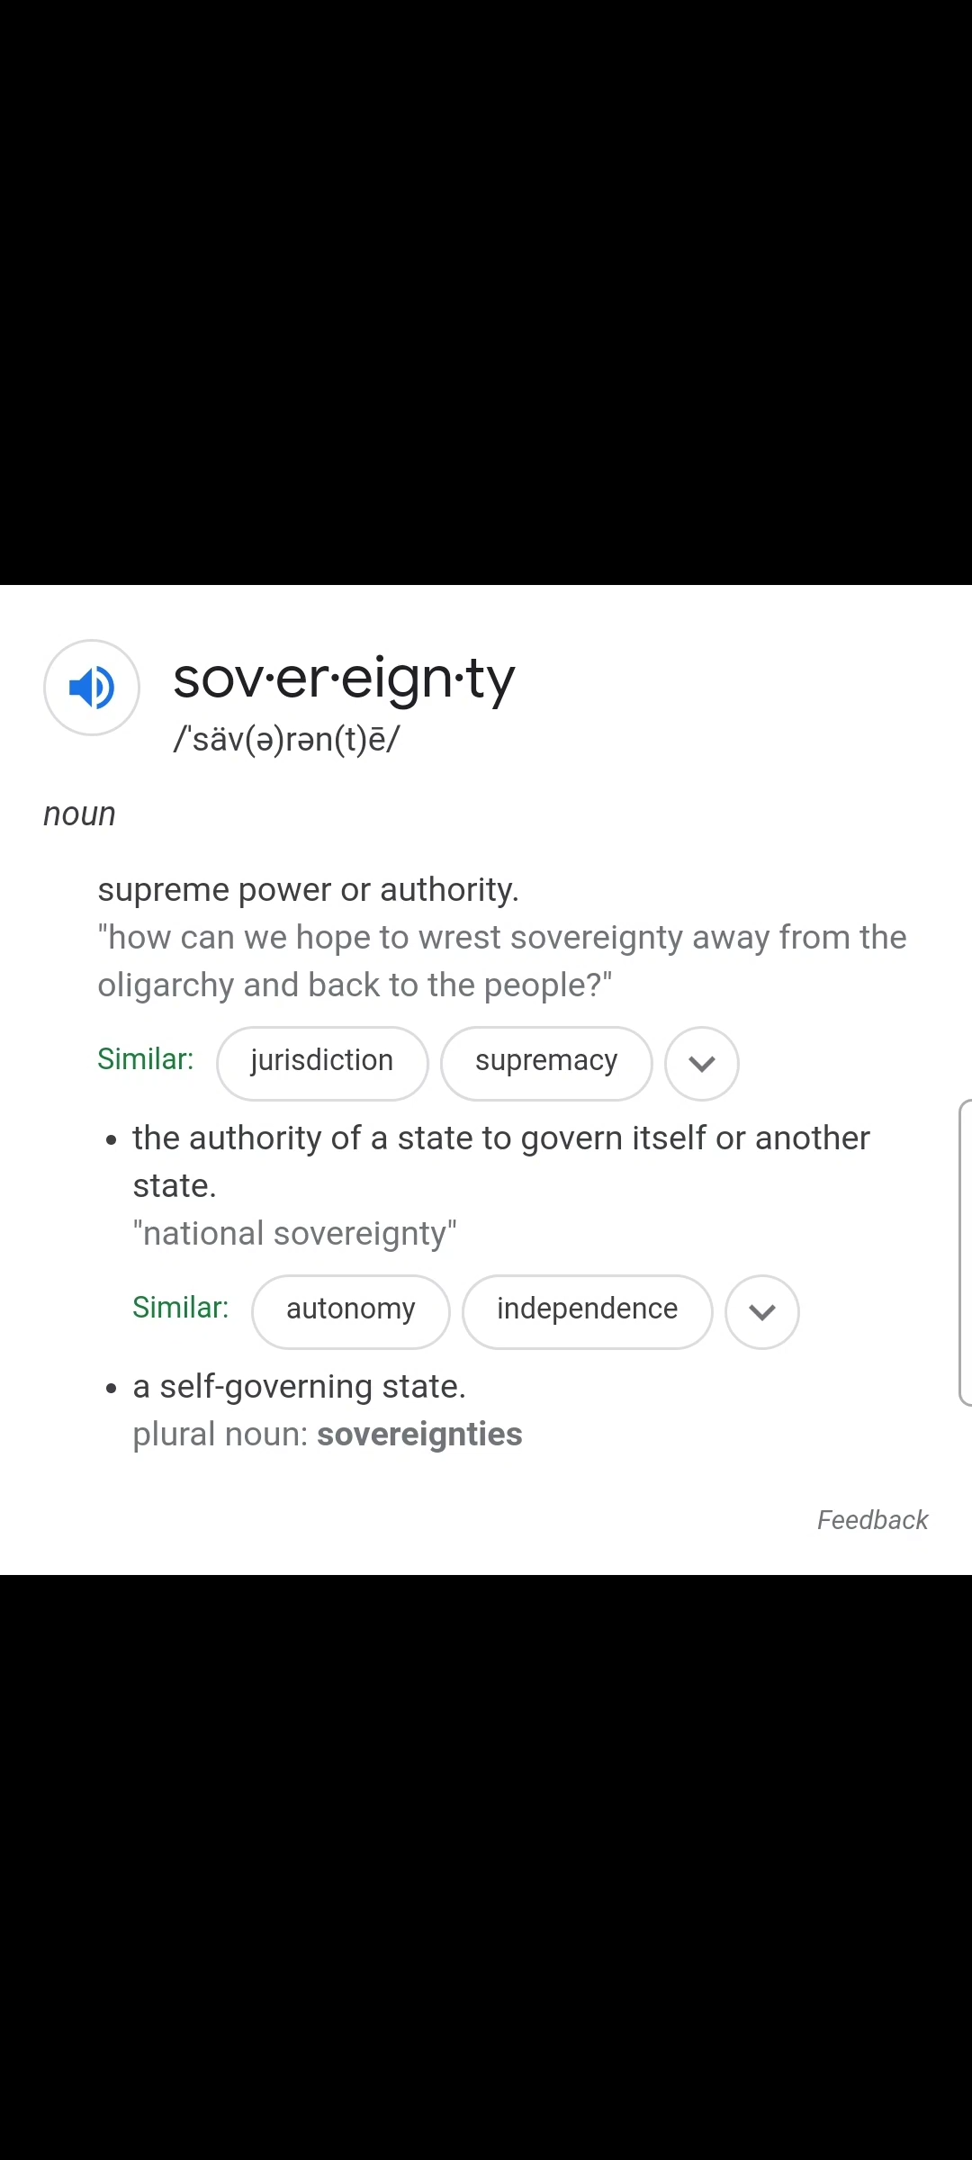 sov·er·eign·ty
/ˈsäv(ə)rən(t)ē/
noun
supreme power or authority.
"how can we hope to wrest sovereignty away from the
oligarchy and back to the people?"
Similar: jurisdiction supremacy
• the authority of a state to govern itself or another
state.
"national sovereignty"
Similar: autonomy independence
• a self-governing state.
plural noun: sovereignties
Feedback